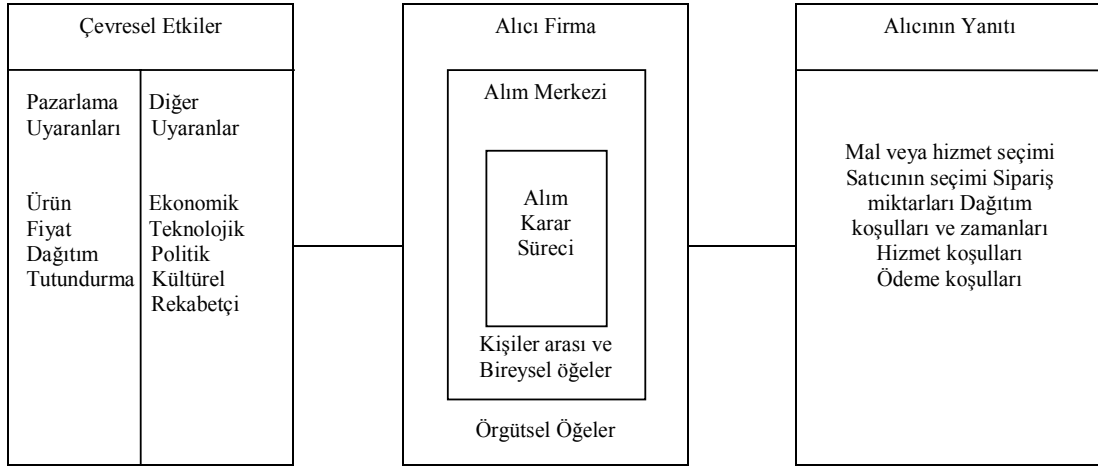 Çevresel Etkiler
Pazarlama
Uyaranları
Ürün
Fiyat
Dağıtım
Tutundurma
Diğer
Uyaranlar
Ekonomik
Teknolojik
Politik
Kültürel
Rekabetçi
Alıcı Firma
Alım Merkezi
Alım
Karar
Süreci
Kişiler arası ve
Bireysel öğeler
Örgütsel Öğeler
Alıcının Yanıtı
Mal veya hizmet seçimi
Satıcının seçimi Sipariş
miktarları Dağıtım
koşulları ve zamanları
Hizmet koşulları
Ödeme koşulları